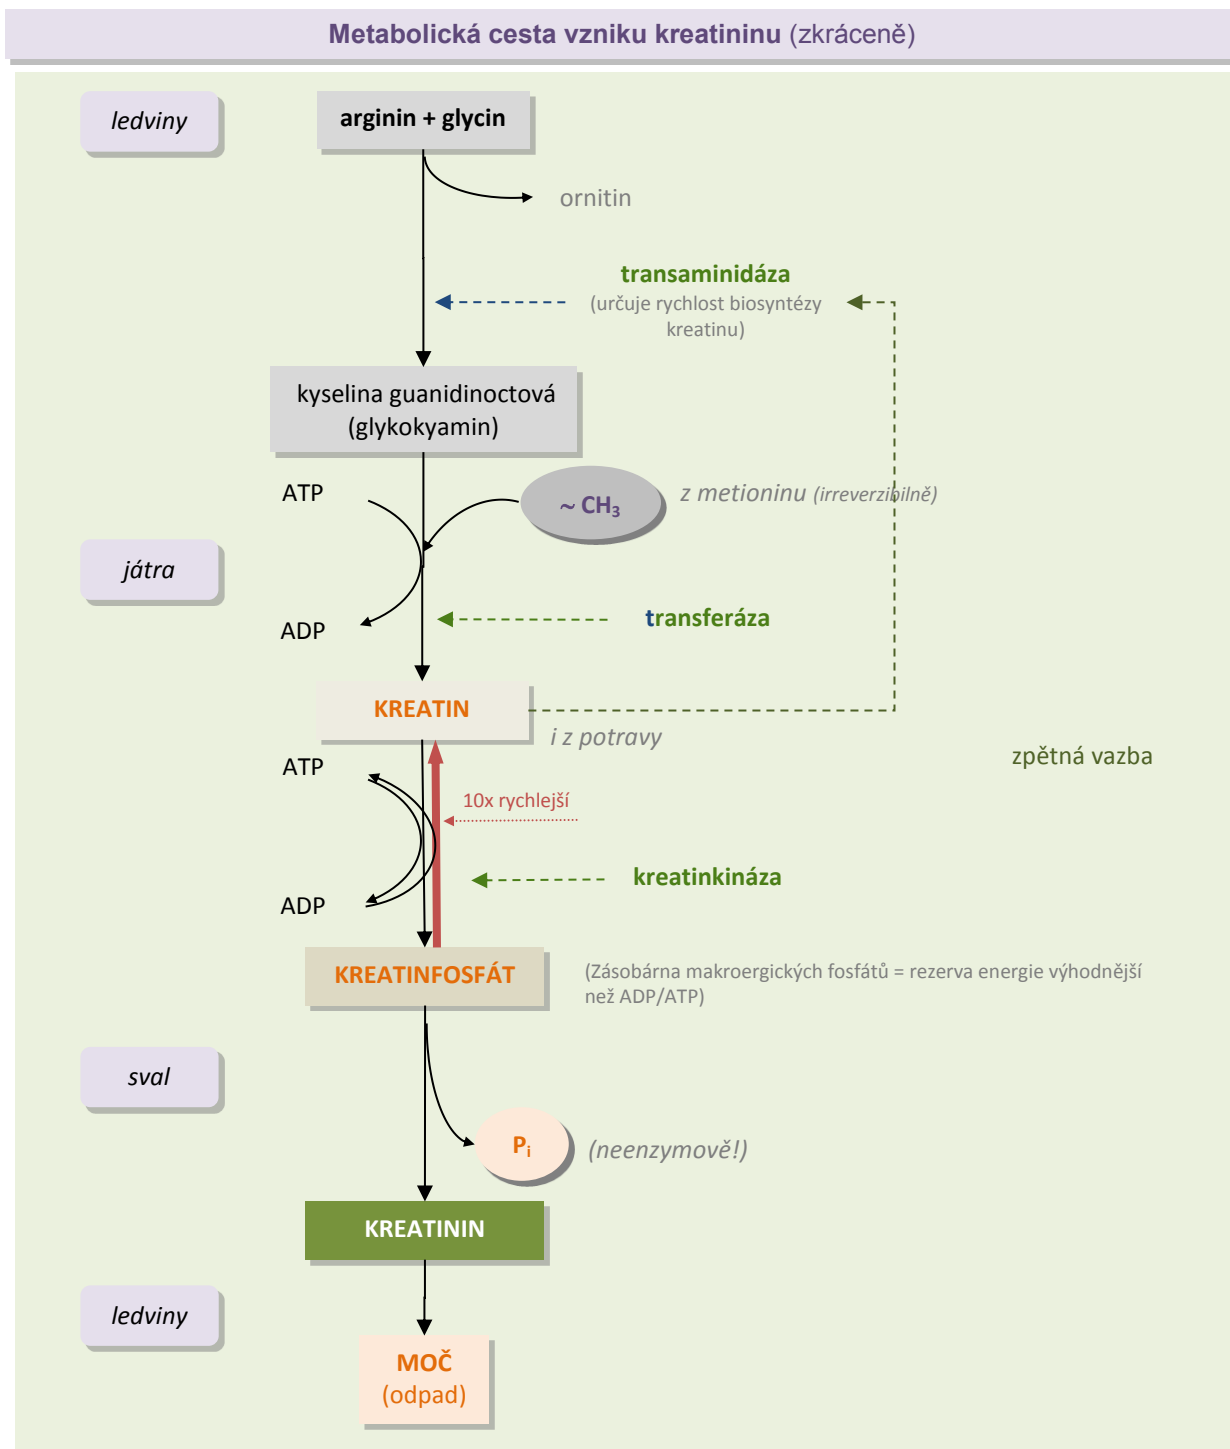 Metabolická cesta vzniku kreatininu (zkráceně)
ledviny
arginin + glycin
ornitin
transaminidáza
(určuje rychlost biosyntézy
kreatinu)
kyselina guanidinoctová
(glykokyamin)
ATP
~ CH₃
z metioninu (irreverzibilně)
játra
ADP
transferáza
KREATIN
i z potravy
ATP
zpětná vazba
10x rychlejší
kreatinkináza
ADP
KREATINFOSFÁT
(Zásobárna makroergických fosfátů = rezerva energie výhodnější
než ADP/ATP)
sval
Pᵢ
(neenzymově!)
KREATININ
ledviny
MOČ
(odpad)